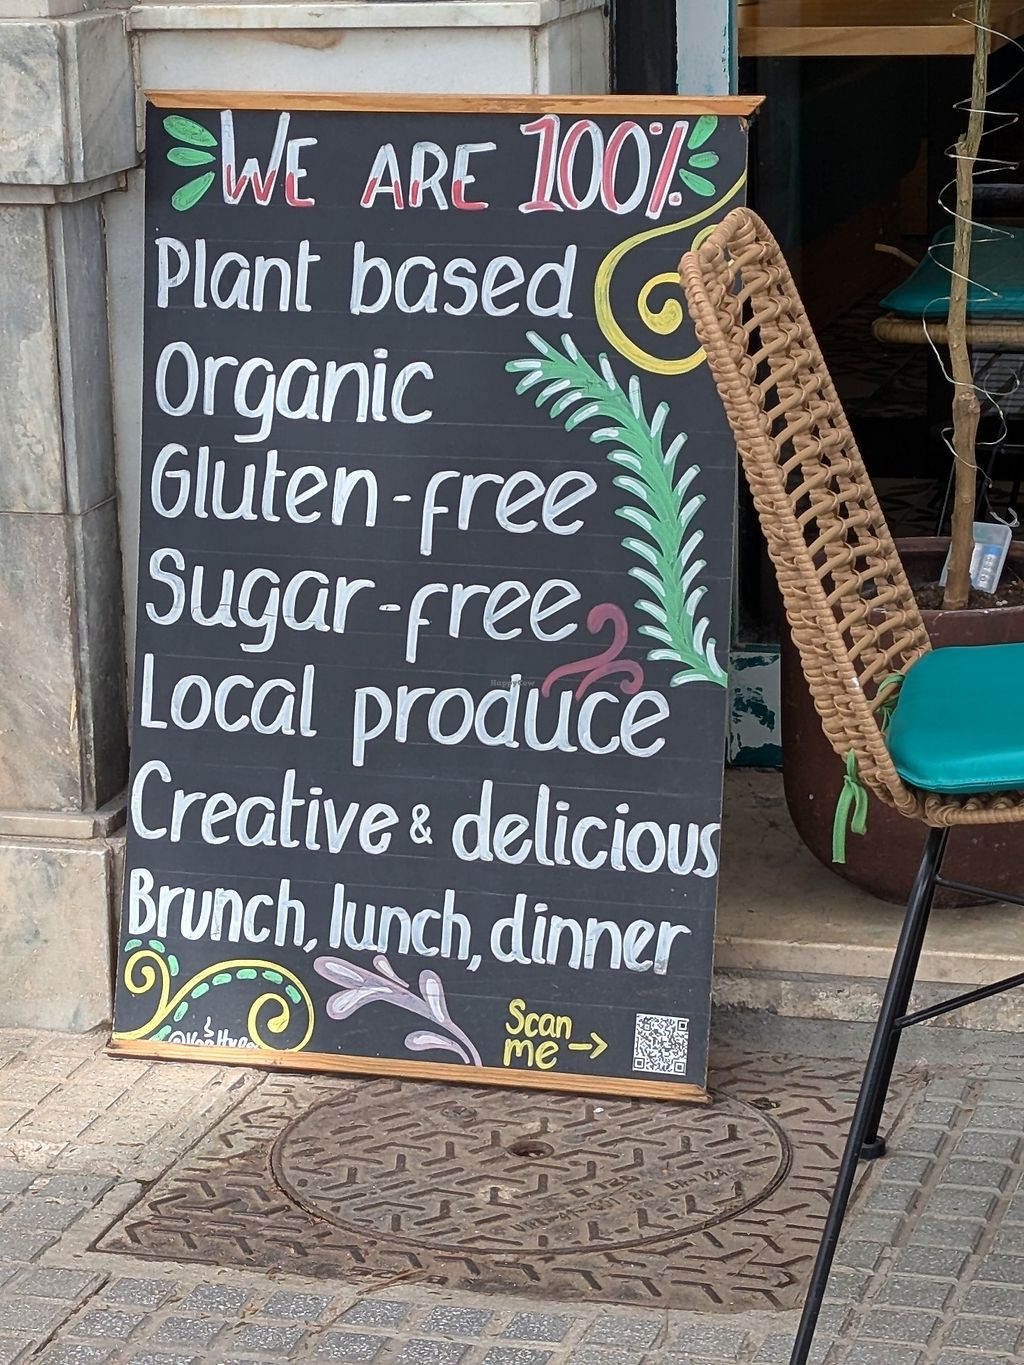 WE ARE 100%
Plant based
Organic
Gluten-free
Sugar-free
Local produce
HappyCow
Creative & delicious
Brunch, lunch, dinner
Scan
me